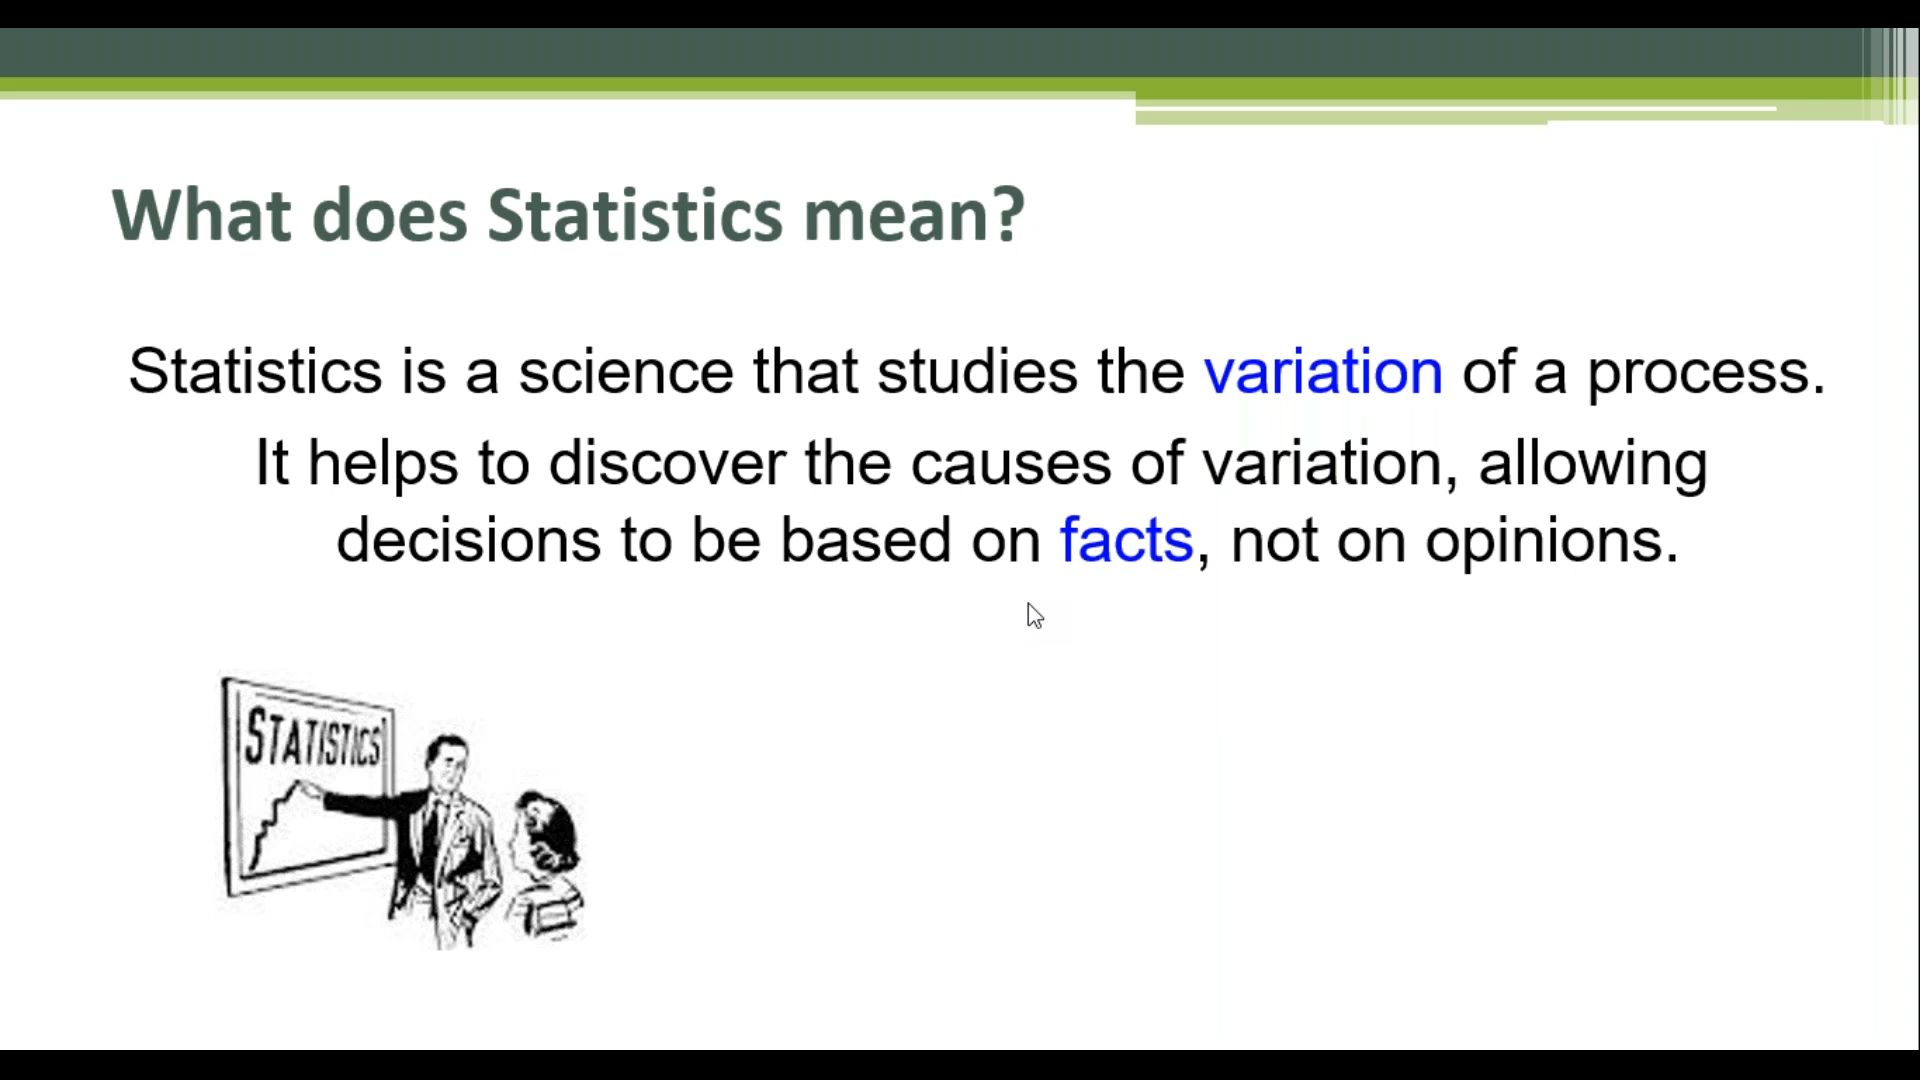 What does Statistics mean?
Statistics is a science that studies the variation of a process.
It helps to discover the causes of variation, allowing
decisions to be based on facts, not on opinions.
STATISTICS